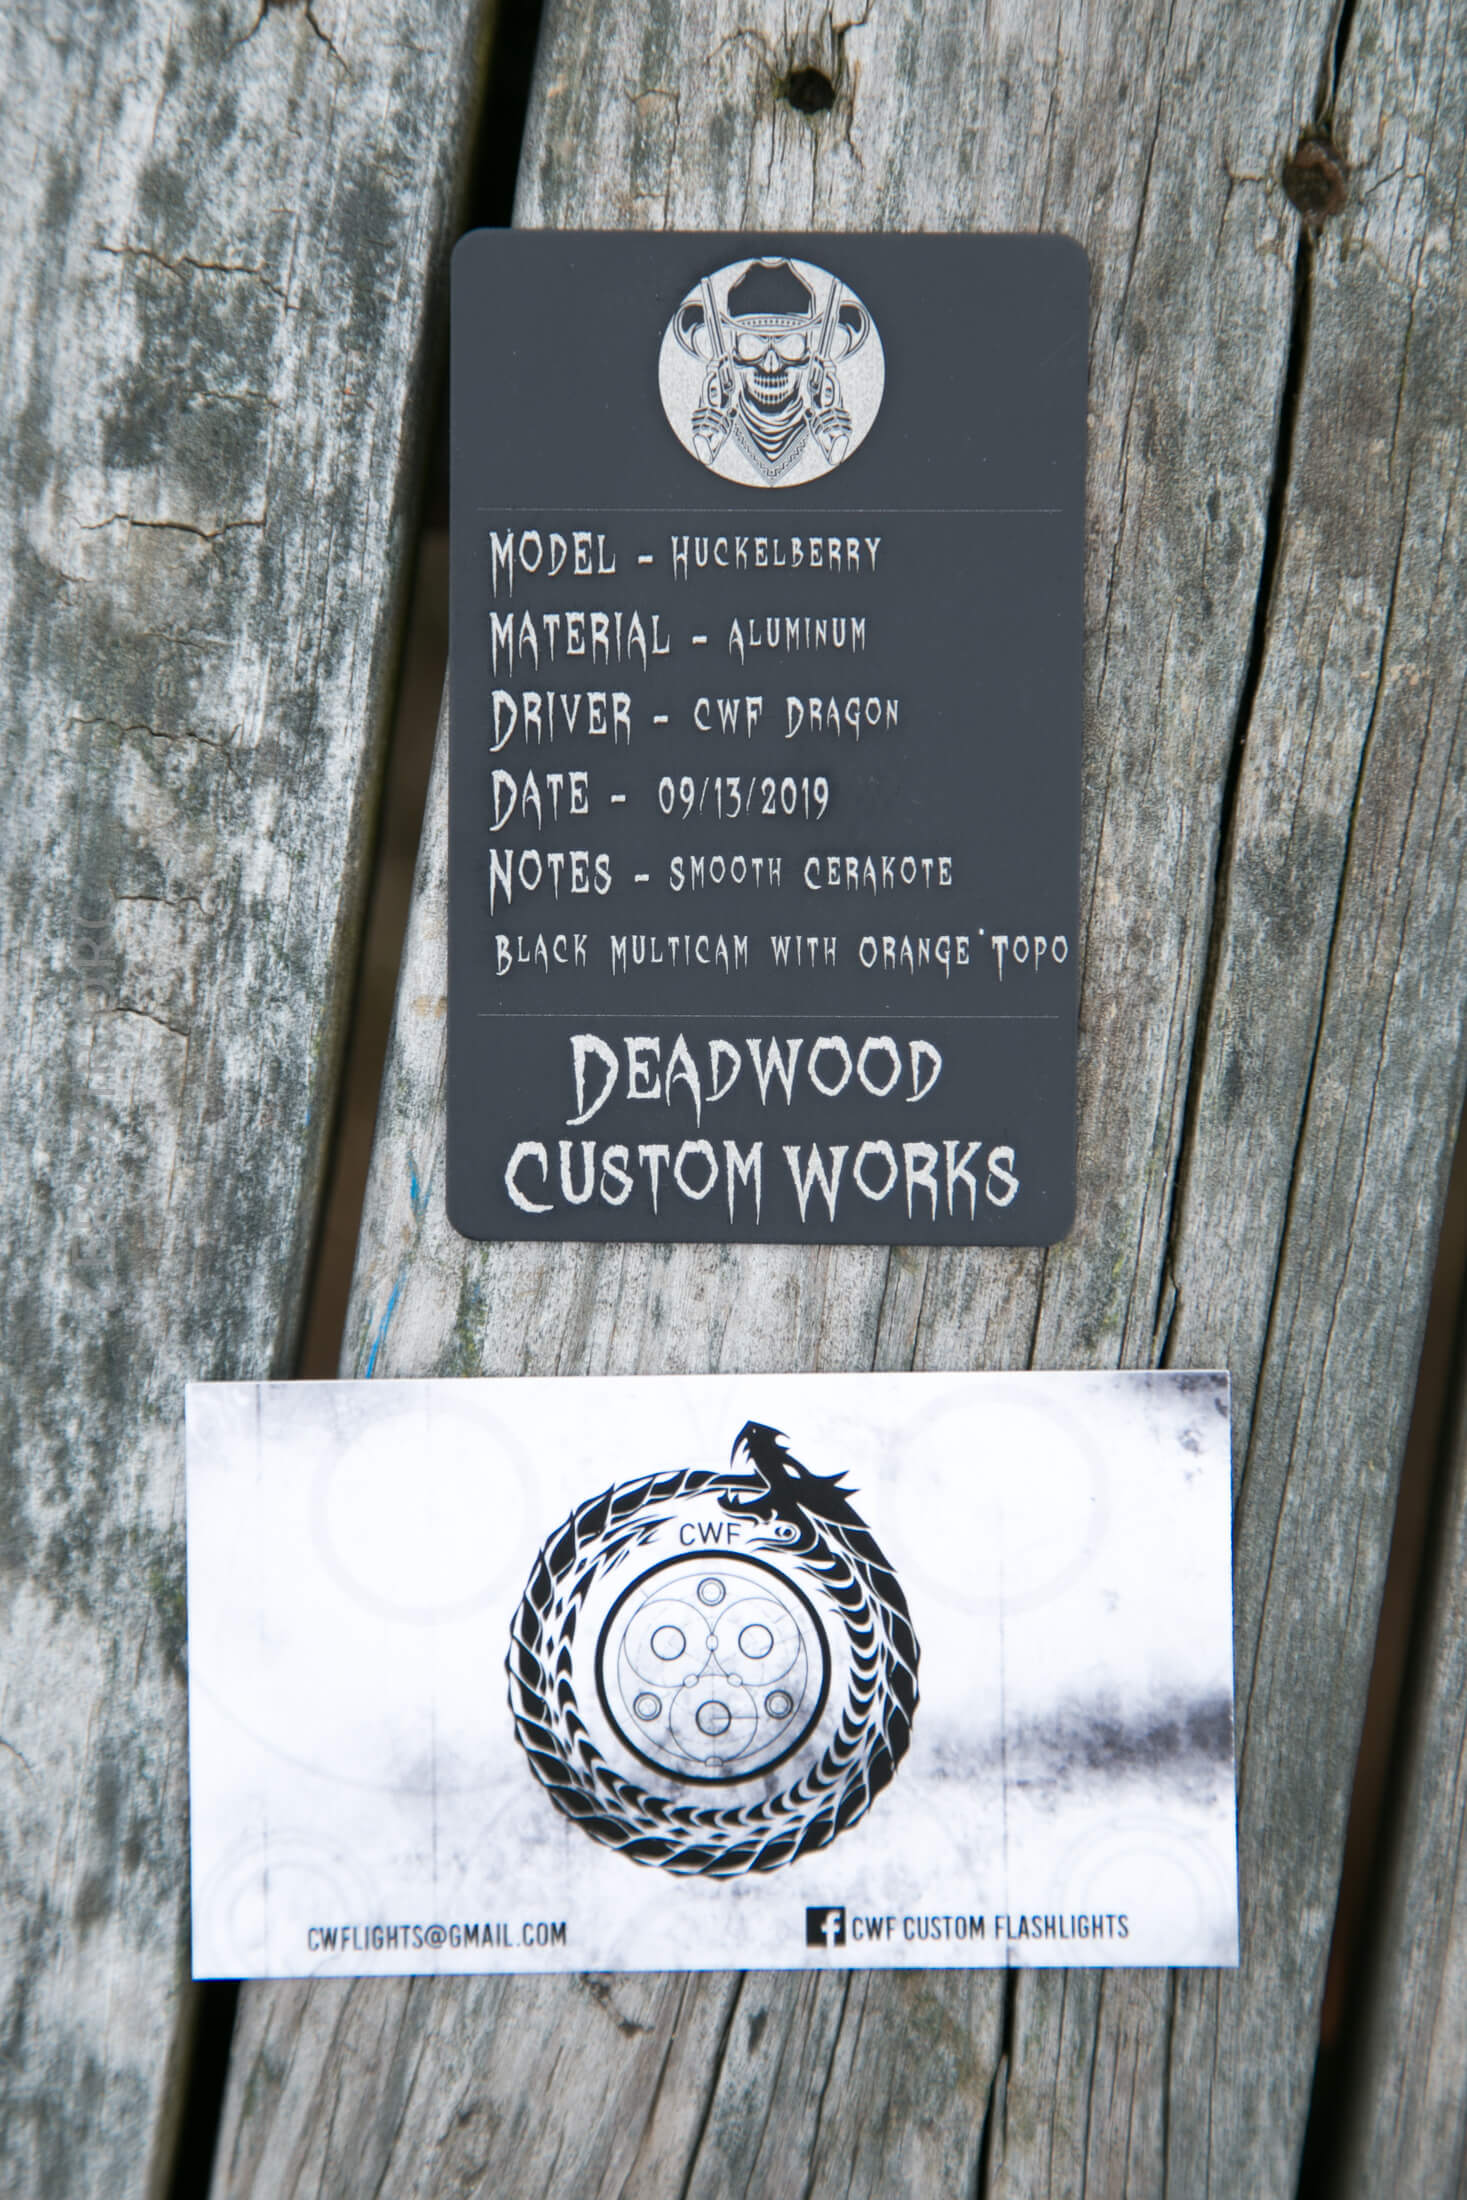 MODEL - HUCKELBERRY
MATERIAL - ALUMINUM
DRIVER - CWF DRAGON
DATE - 09/13/2019
NOTES - SMOOTH CERAKOTE
BLACK MULTICAM WITH ORANGE TOPO
DEADWOOD
CUSTOM WORKS
CWF
CWFLIGHTS@GMAIL.COM
f CWF CUSTOM FLASHLIGHTS